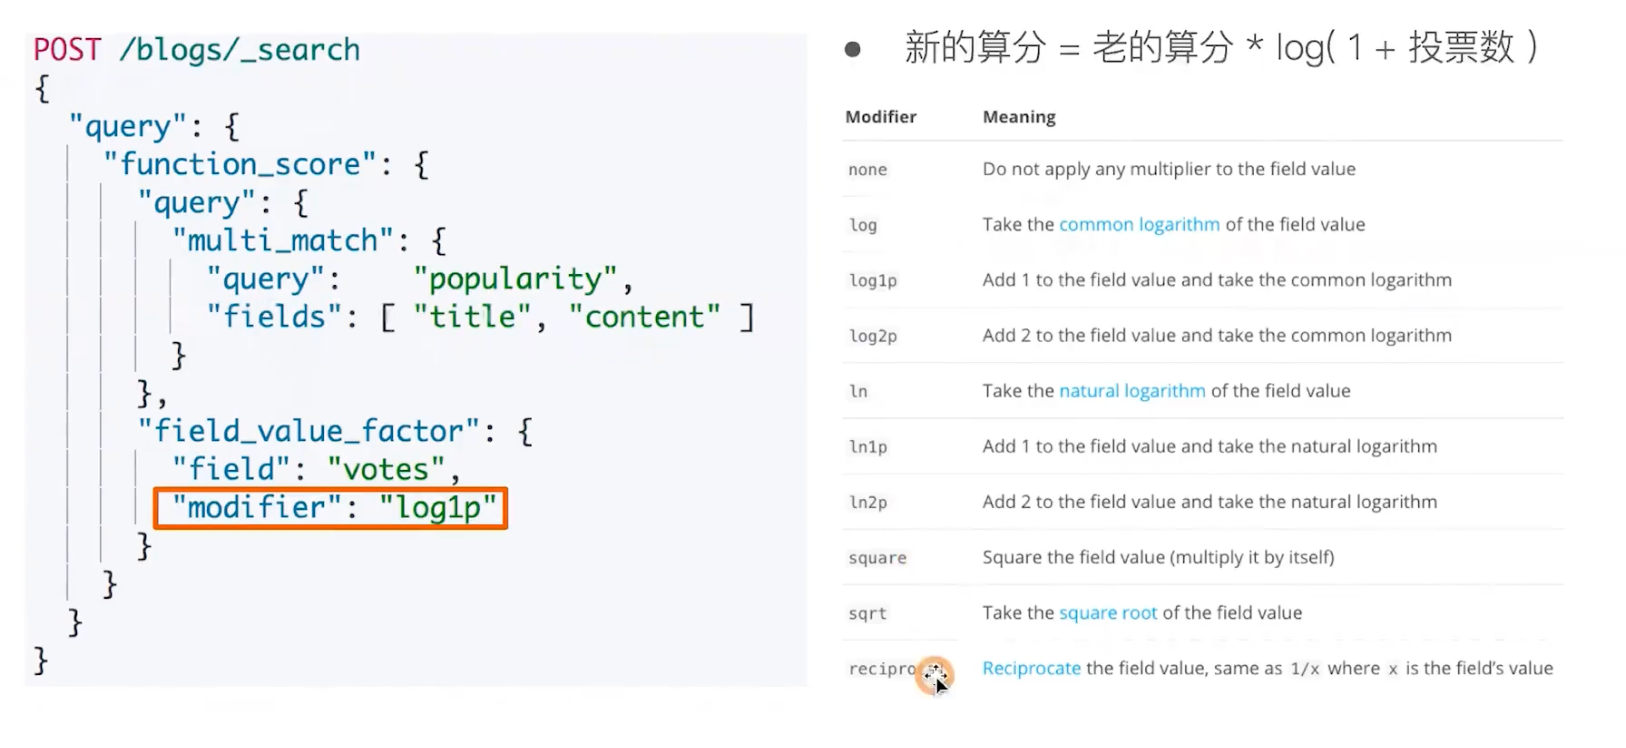 POST /blogs/_search
{
"query": {
"function_score": {
"query": {
"multi_match": {
"query": "popularity",
"fields": [ "title", "content" ]
}
},
"field_value_factor": {
"field": "votes",
"modifier": "log1p"
}
}
}
}
● 新的算分 = 老的算分 * log( 1 + 投票数 )
Modifier Meaning
none Do not apply any multiplier to the field value
log Take the common logarithm of the field value
log1p Add 1 to the field value and take the common logarithm
log2p Add 2 to the field value and take the common logarithm
ln Take the natural logarithm of the field value
ln1p Add 1 to the field value and take the natural logarithm
ln2p Add 2 to the field value and take the natural logarithm
square Square the field value (multiply it by itself)
sqrt Take the square root of the field value
Reciprocate the field value, same as 1/x where x is the field's value